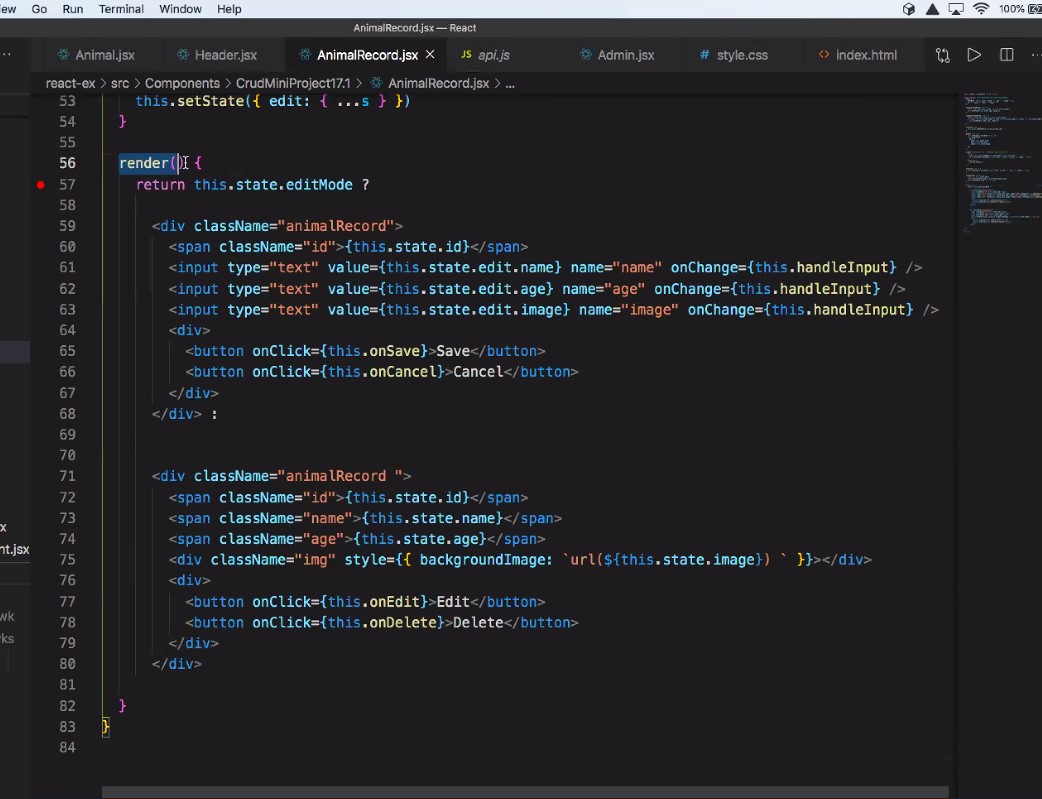 ew Go Run Terminal Window Help 100%
AnimalRecord.jsx — React
Animal.jsx Header.jsx AnimalRecord.jsx × JS api.js Admin.jsx # style.css <> index.html
react-ex > src > Components > CrudMiniProject17.1 > AnimalRecord.jsx > ...
53 this.setState({ edit: { ...s } })
54 }
55
56 render() {
57 return this.state.editMode ?
58
59 <div className="animalRecord">
60 <span className="id">{this.state.id}</span>
61 <input type="text" value={this.state.edit.name} name="name" onChange={this.handleInput} />
62 <input type="text" value={this.state.edit.age} name="age" onChange={this.handleInput} />
63 <input type="text" value={this.state.edit.image} name="image" onChange={this.handleInput} />
64 <div>
65 <button onClick={this.onSave}>Save</button>
66 <button onClick={this.onCancel}>Cancel</button>
67 </div>
68 </div> :
69
70
71 <div className="animalRecord ">
72 <span className="id">{this.state.id}</span>
73 <span className="name">{this.state.name}</span>
74 <span className="age">{this.state.age}</span>
75 <div className="img" style={{ backgroundImage: `url(${this.state.image}) ` }}></div>
76 <div>
77 <button onClick={this.onEdit}>Edit</button>
78 <button onClick={this.onDelete}>Delete</button>
79 </div>
80 </div>
81
82 }
83 }
84
x
nt.jsx
wk
ks